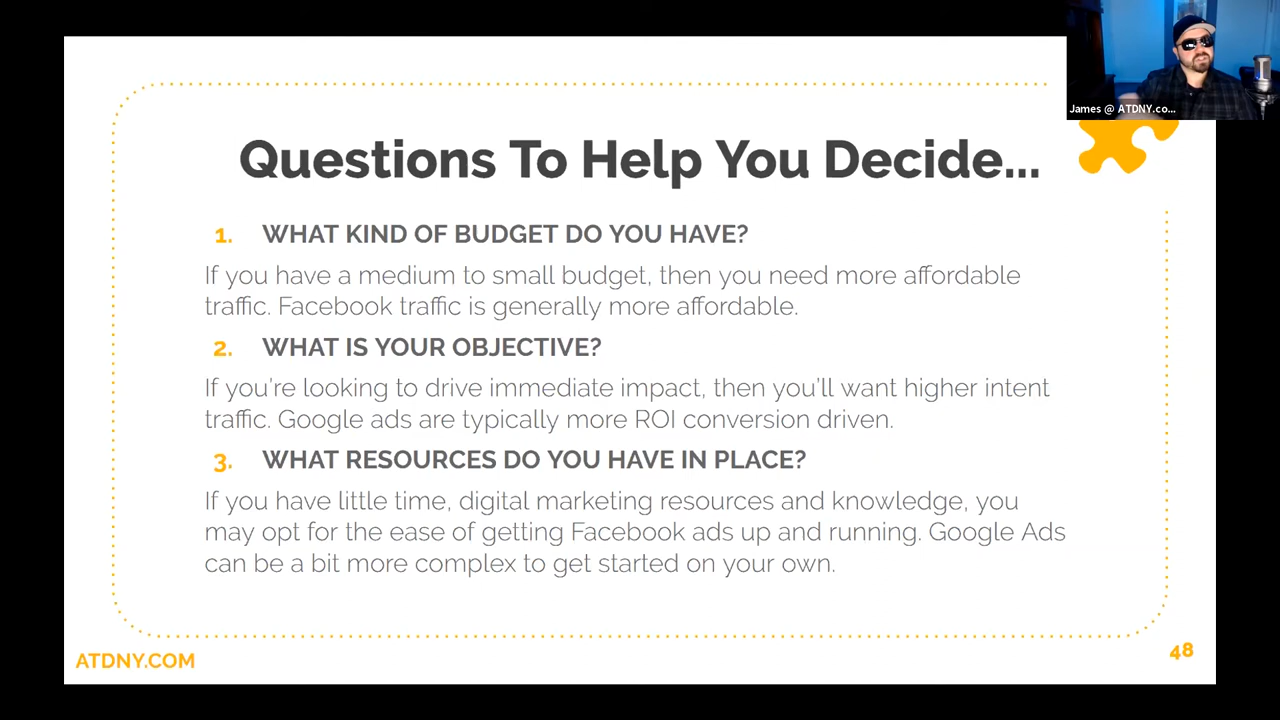 James @ ATDNY.co...
Questions To Help You Decide...
1. WHAT KIND OF BUDGET DO YOU HAVE?
If you have a medium to small budget, then you need more affordable
traffic. Facebook traffic is generally more affordable.
2. WHAT IS YOUR OBJECTIVE?
If you're looking to drive immediate impact, then you'll want higher intent
traffic. Google ads are typically more ROI conversion driven.
3. WHAT RESOURCES DO YOU HAVE IN PLACE?
If you have little time, digital marketing resources and knowledge, you
may opt for the ease of getting Facebook ads up and running. Google Ads
can be a bit more complex to get started on your own.
48
ATDNY.COM